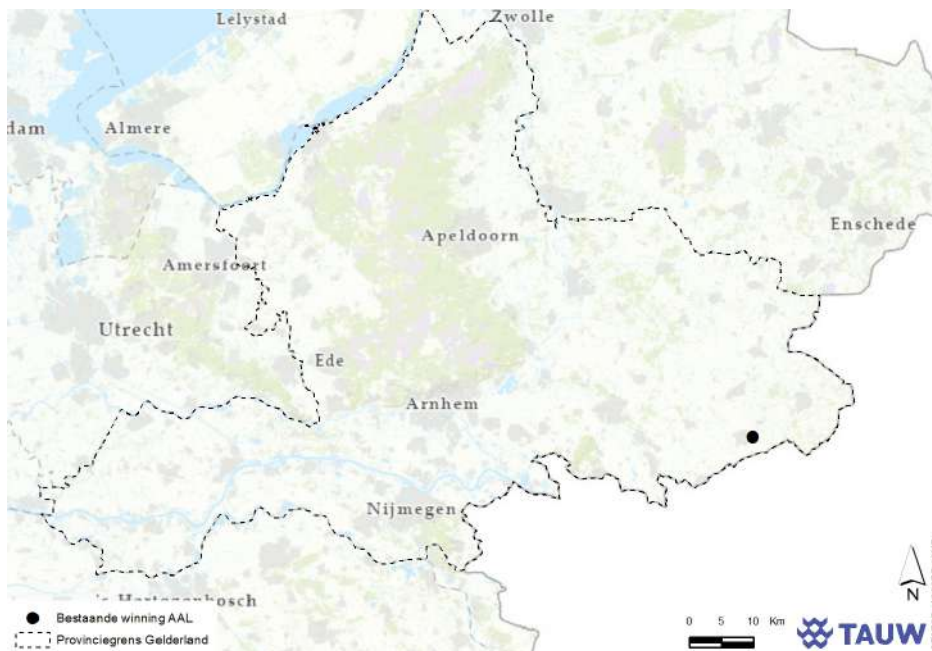 Lelystad
Zwolle
dam
Almere
Enschede
Apeldoorn
Amersfoort
Utrecht
Ede
Arnhem
Nijmegen
's Hertogenbosch
Bestaande winning AAL
Provinciegrens Gelderland
0 5 10 Km
N
TAUW